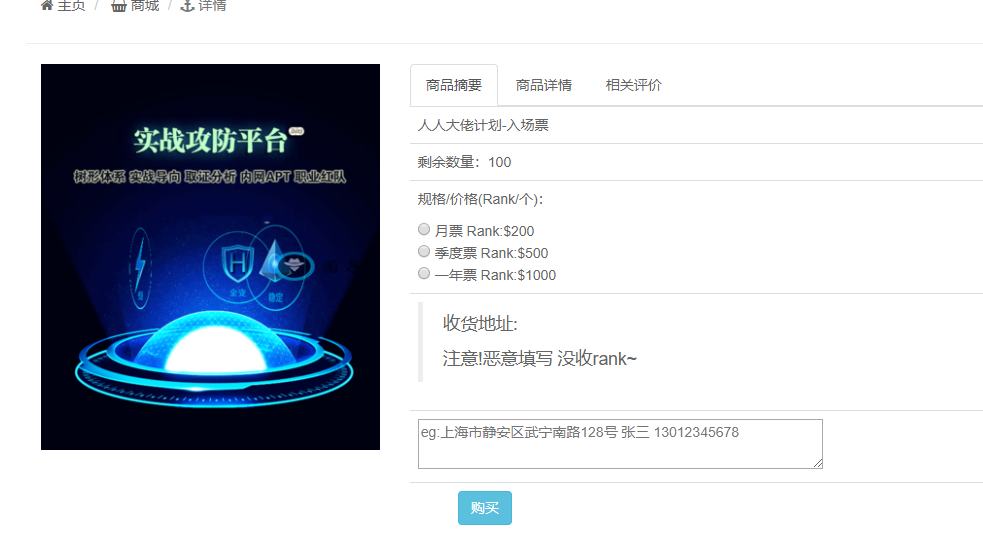 主页 / 商城 / 详情
实战攻防平台
树形体系 实战导向 取证分析 内网APT 职业红队
安全
稳定
商品摘要 商品详情 相关评价
人人大佬计划-入场票
剩余数量：100
规格/价格(Rank/个)：
月票 Rank:$200
季度票 Rank:$500
一年票 Rank:$1000
收货地址:
注意!恶意填写 没收rank~
eg:上海市静安区武宁南路128号 张三 13012345678
购买